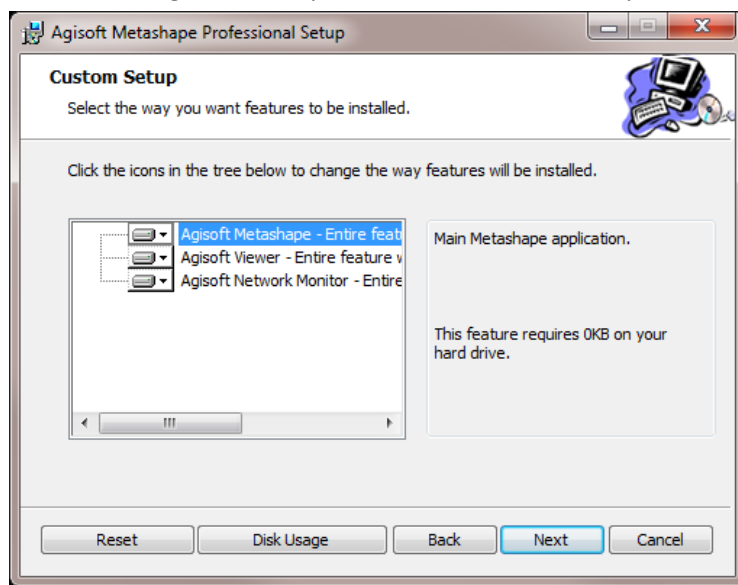 Agisoft Metashape Professional Setup
Custom Setup
Select the way you want features to be installed.
Click the icons in the tree below to change the way features will be installed.
Agisoft Metashape - Entire feat
Agisoft Viewer - Entire feature
Agisoft Network Monitor - Entire
Main Metashape application.
This feature requires 0KB on your
hard drive.
Reset Disk Usage Back Next Cancel